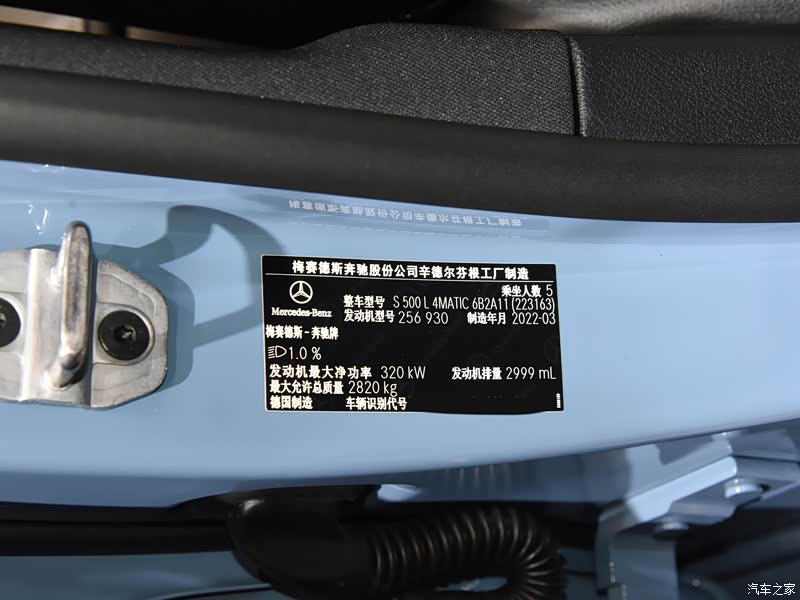 梅赛德斯奔驰股份公司辛德尔芬根工厂制造
乘坐人数 5
整车型号 S 500 L 4MATIC 6B2A11 (223163)
发动机型号 256 930 制造年月 2022-03
Mercedes-Benz
梅赛德斯-奔驰牌
1.0 %
发动机最大净功率 320 kW 发动机排量 2999 mL
最大允许总质量 2820 kg
德国制造 车辆识别代号
汽车之家